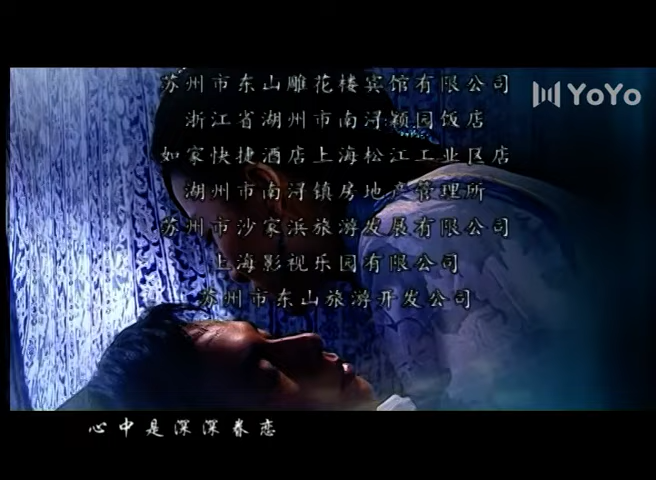 苏州市东山雕花楼宾馆有限公司
YoYo
浙江省湖州市南浔颖园饭店
如家快捷酒店上海松江工业区店
湖州市南浔镇房地产管理所
苏州市沙家浜旅游发展有限公司
上海影视乐园有限公司
苏州市东山旅游开发公司
心中是深深眷恋